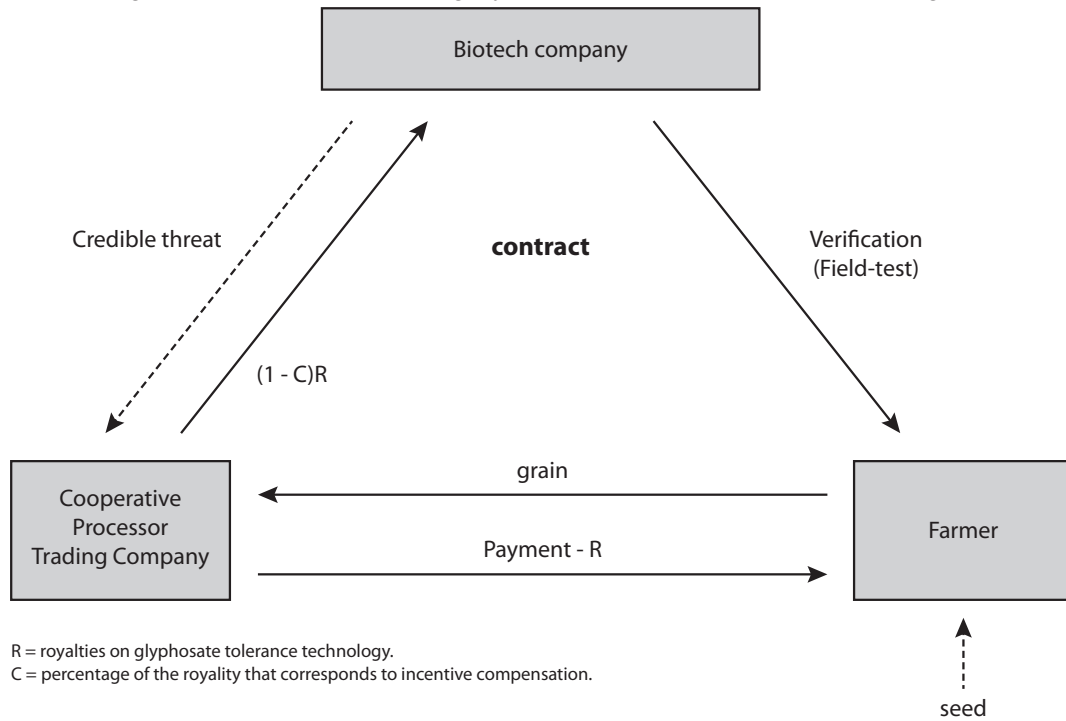 Biotech company
Credible threat
contract
Verification
(Field-test)
(1 - C)R
grain
Cooperative
Processor
Trading Company
Payment - R
Farmer
R = royalties on glyphosate tolerance technology.
C = percentage of the royality that corresponds to incentive compensation.
seed